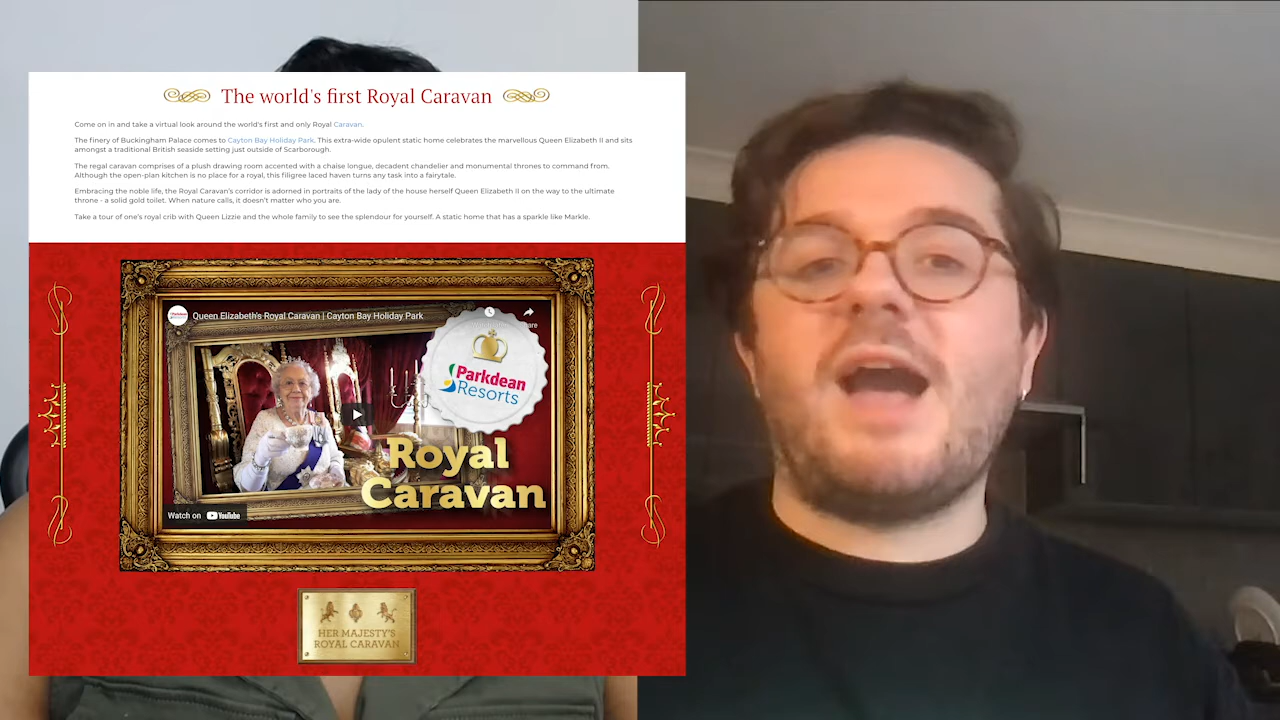 The world's first Royal Caravan
Come on in and take a virtual look around the world's first and only Royal Caravan.
The finery of Buckingham Palace comes to Cayton Bay Holiday Park. This extra-wide opulent static home celebrates the marvellous Queen Elizabeth II and sits
amongst a traditional British seaside setting just outside of Scarborough.
The regal caravan comprises of a plush drawing room accented with a chaise longue, decadent chandelier and monumental thrones to command from.
Although the open-plan kitchen is no place for a royal, this filigree laced haven turns any task into a fairytale.
Embracing the noble life, the Royal Caravan's corridor is adorned in portraits of the lady of the house herself Queen Elizabeth II on the way to the ultimate
throne - a solid gold toilet. When nature calls, it doesn't matter who you are.
Take a tour of one's royal crib with Queen Lizzie and the whole family to see the splendour for yourself. A static home that has a sparkle like Markle.
Queen Elizabeth's Royal Caravan | Cayton Bay Holiday Park
Parkdean
Resorts
Royal
Caravan
Watch on YouTube
HER MAJESTY'S
ROYAL CARAVAN